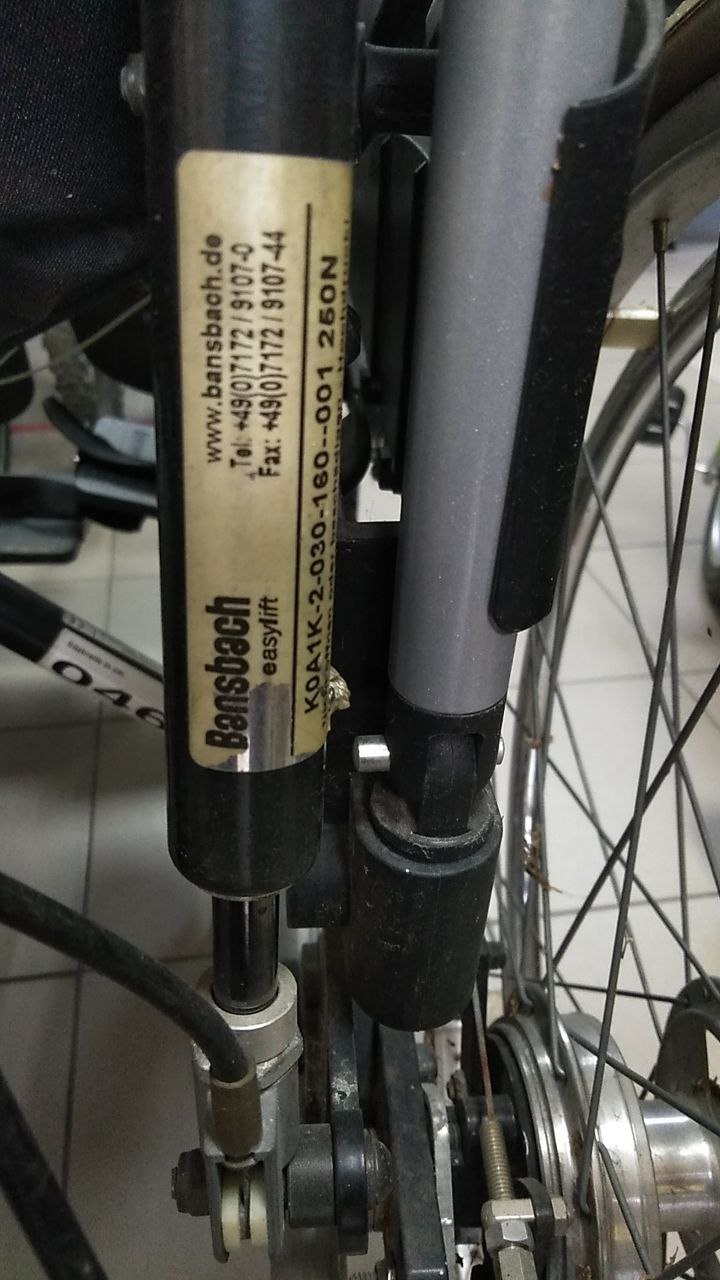 Bansbach
easylift
www.bansbach.de
Tel: +49(0)7172 / 9107-0
Fax: +49(0)7172 / 9107-44
K0A1K-2-030-160--001 250N
046